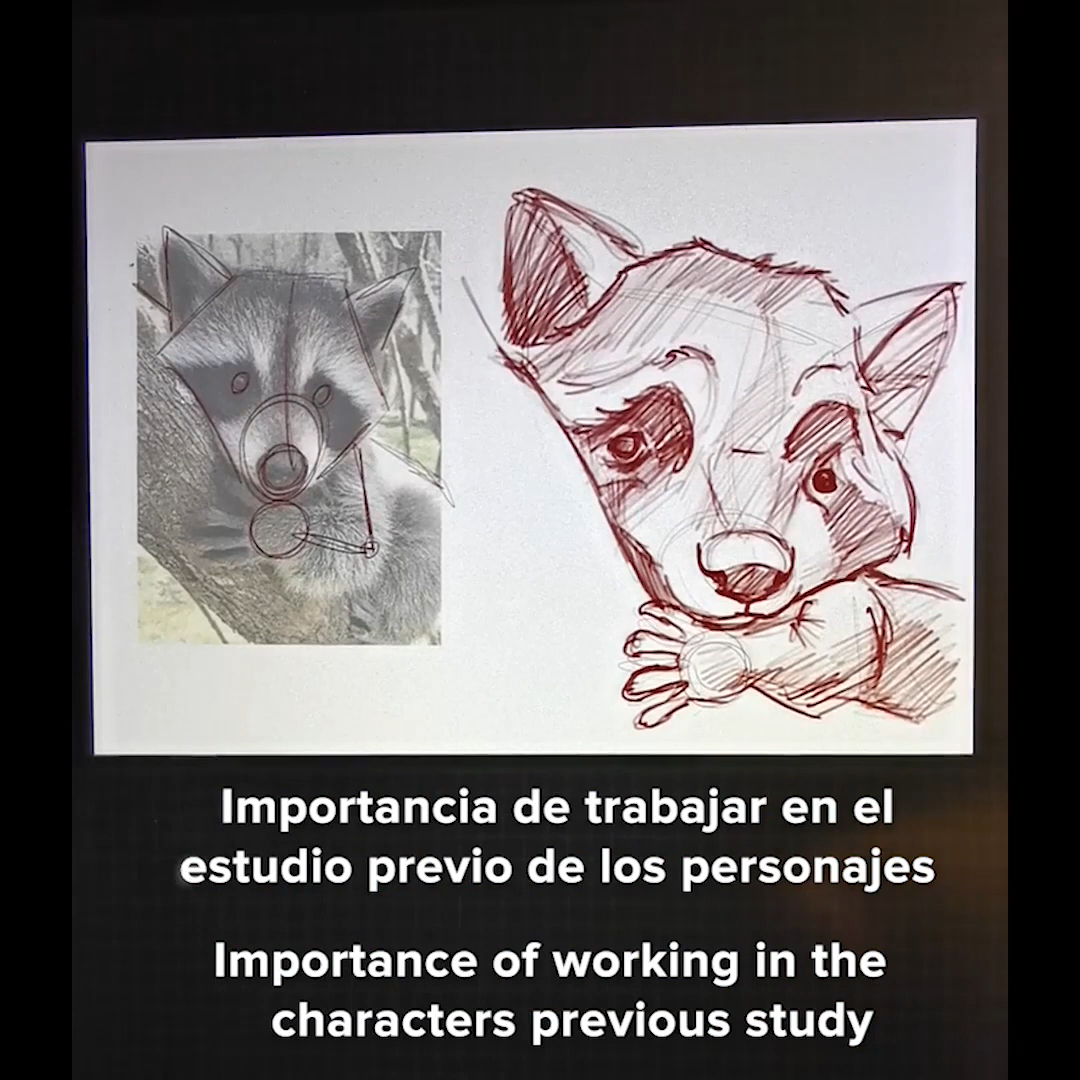 Importancia de trabajar en el
estudio previo de los personajes
Importance of working in the
characters previous study